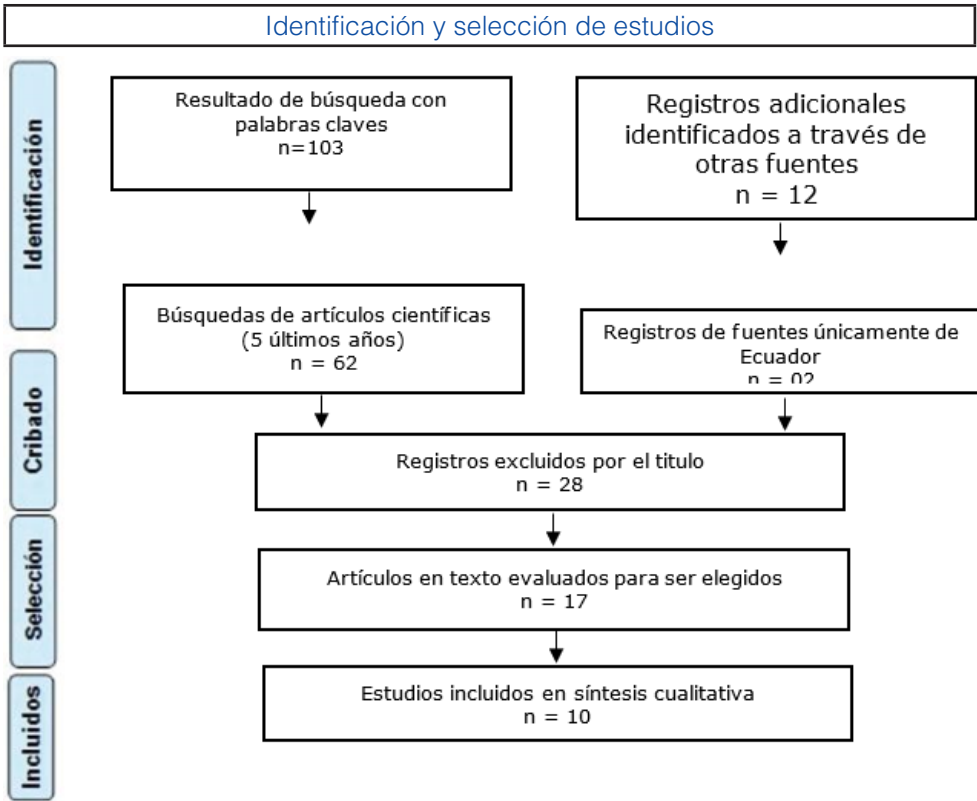 Identificación y selección de estudios
Identificación
Resultado de búsqueda con
palabras claves
n=103
Registros adicionales
identificados a través de
otras fuentes
n = 12
Búsquedas de artículos científicas
(5 últimos años)
n = 62
Registros de fuentes únicamente de
Ecuador
n = 02
Cribado
Registros excluidos por el titulo
n = 28
Selección
Artículos en texto evaluados para ser elegidos
n = 17
Incluidos
Estudios incluidos en síntesis cualitativa
n = 10